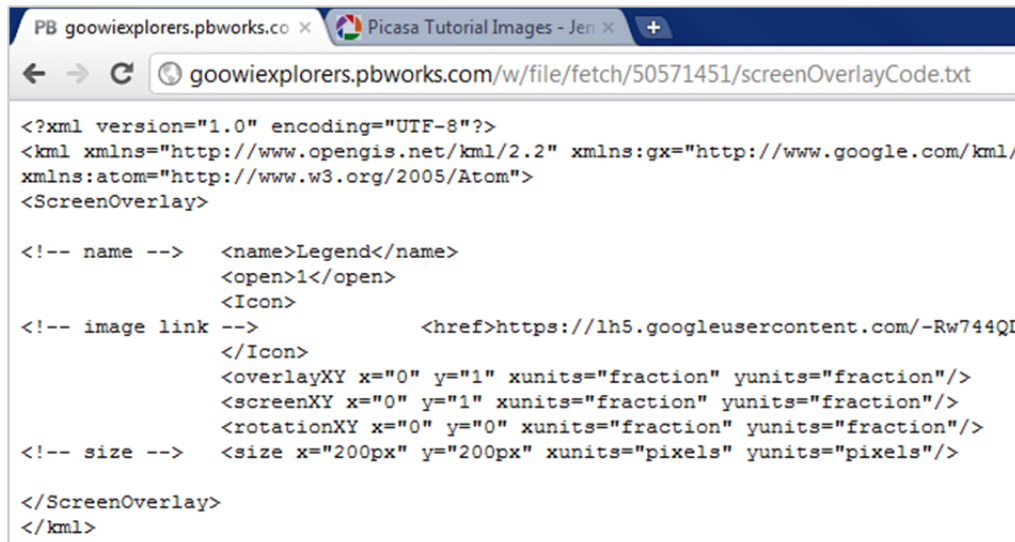 PB goowiexplorers.pbworks.co × Picasa Tutorial Images - Jen × +
goowiexplorers.pbworks.com/w/file/fetch/50571451/screenOverlayCode.txt
<?xml version="1.0" encoding="UTF-8"?>
<kml xmlns="http://www.opengis.net/kml/2.2" xmlns:gx="http://www.google.com/kml/
xmlns:atom="http://www.w3.org/2005/Atom">
<ScreenOverlay>
<!-- name --> <name>Legend</name>
<open>1</open>
<Icon>
<!-- image link --> <href>https://lh5.googleusercontent.com/-Rw744QD
</Icon>
<overlayXY x="0" y="1" xunits="fraction" yunits="fraction"/>
<screenXY x="0" y="1" xunits="fraction" yunits="fraction"/>
<rotationXY x="0" y="0" xunits="fraction" yunits="fraction"/>
<!-- size --> <size x="200px" y="200px" xunits="pixels" yunits="pixels"/>
</ScreenOverlay>
</kml>